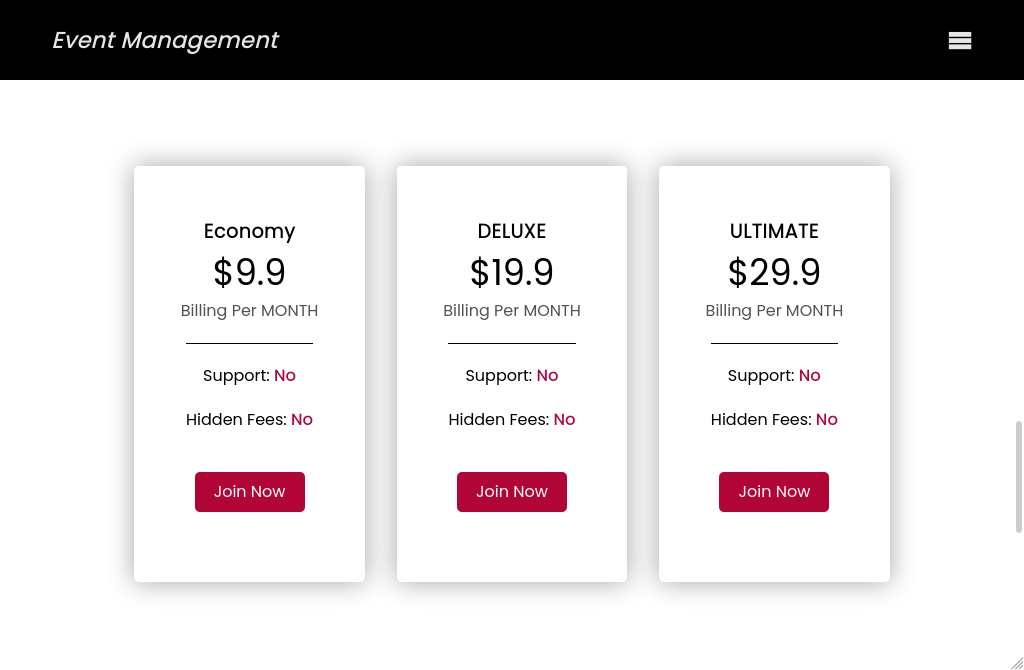 Event Management
Economy
$9.9
Billing Per MONTH
Support: No
Hidden Fees: No
Join Now
DELUXE
$19.9
Billing Per MONTH
Support: No
Hidden Fees: No
Join Now
ULTIMATE
$29.9
Billing Per MONTH
Support: No
Hidden Fees: No
Join Now